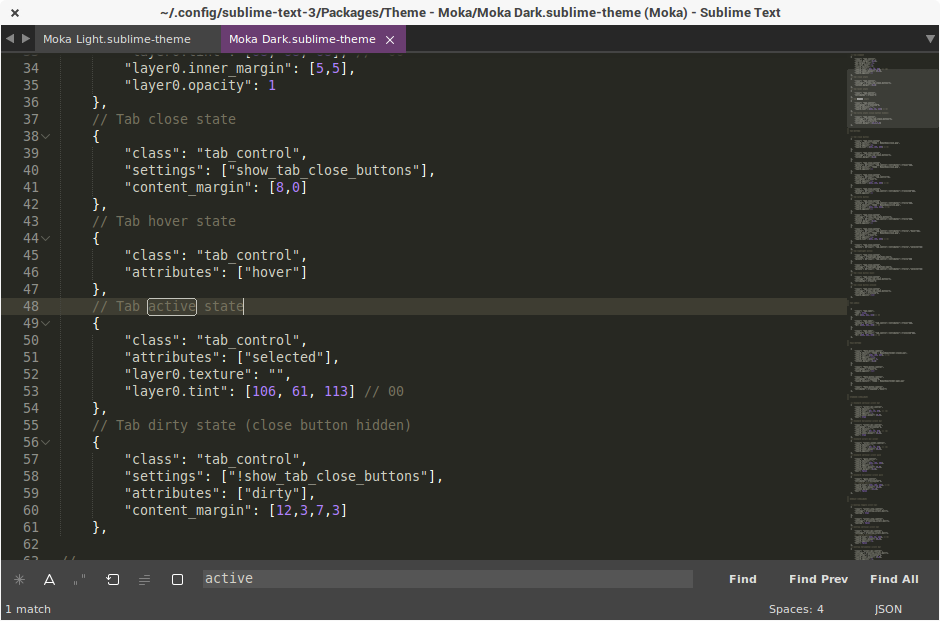 ~/.config/sublime-text-3/Packages/Theme - Moka/Moka Dark.sublime-theme (Moka) - Sublime Text
Moka Light.sublime-theme
Moka Dark.sublime-theme
34 "layer0.inner_margin": [5,5],
35 "layer0.opacity": 1
36 },
37 // Tab close state
38 {
39 "class": "tab_control",
40 "settings": ["show_tab_close_buttons"],
41 "content_margin": [8,0]
42 },
43 // Tab hover state
44 {
45 "class": "tab_control",
46 "attributes": ["hover"]
47 },
48 // Tab active state
49 {
50 "class": "tab_control",
51 "attributes": ["selected"],
52 "layer0.texture": "",
53 "layer0.tint": [106, 61, 113] // 00
54 },
55 // Tab dirty state (close button hidden)
56 {
57 "class": "tab_control",
58 "settings": ["!show_tab_close_buttons"],
59 "attributes": ["dirty"],
60 "content_margin": [12,3,7,3]
61 },
62
active
Find
Find Prev
Find All
1 match
Spaces: 4
JSON